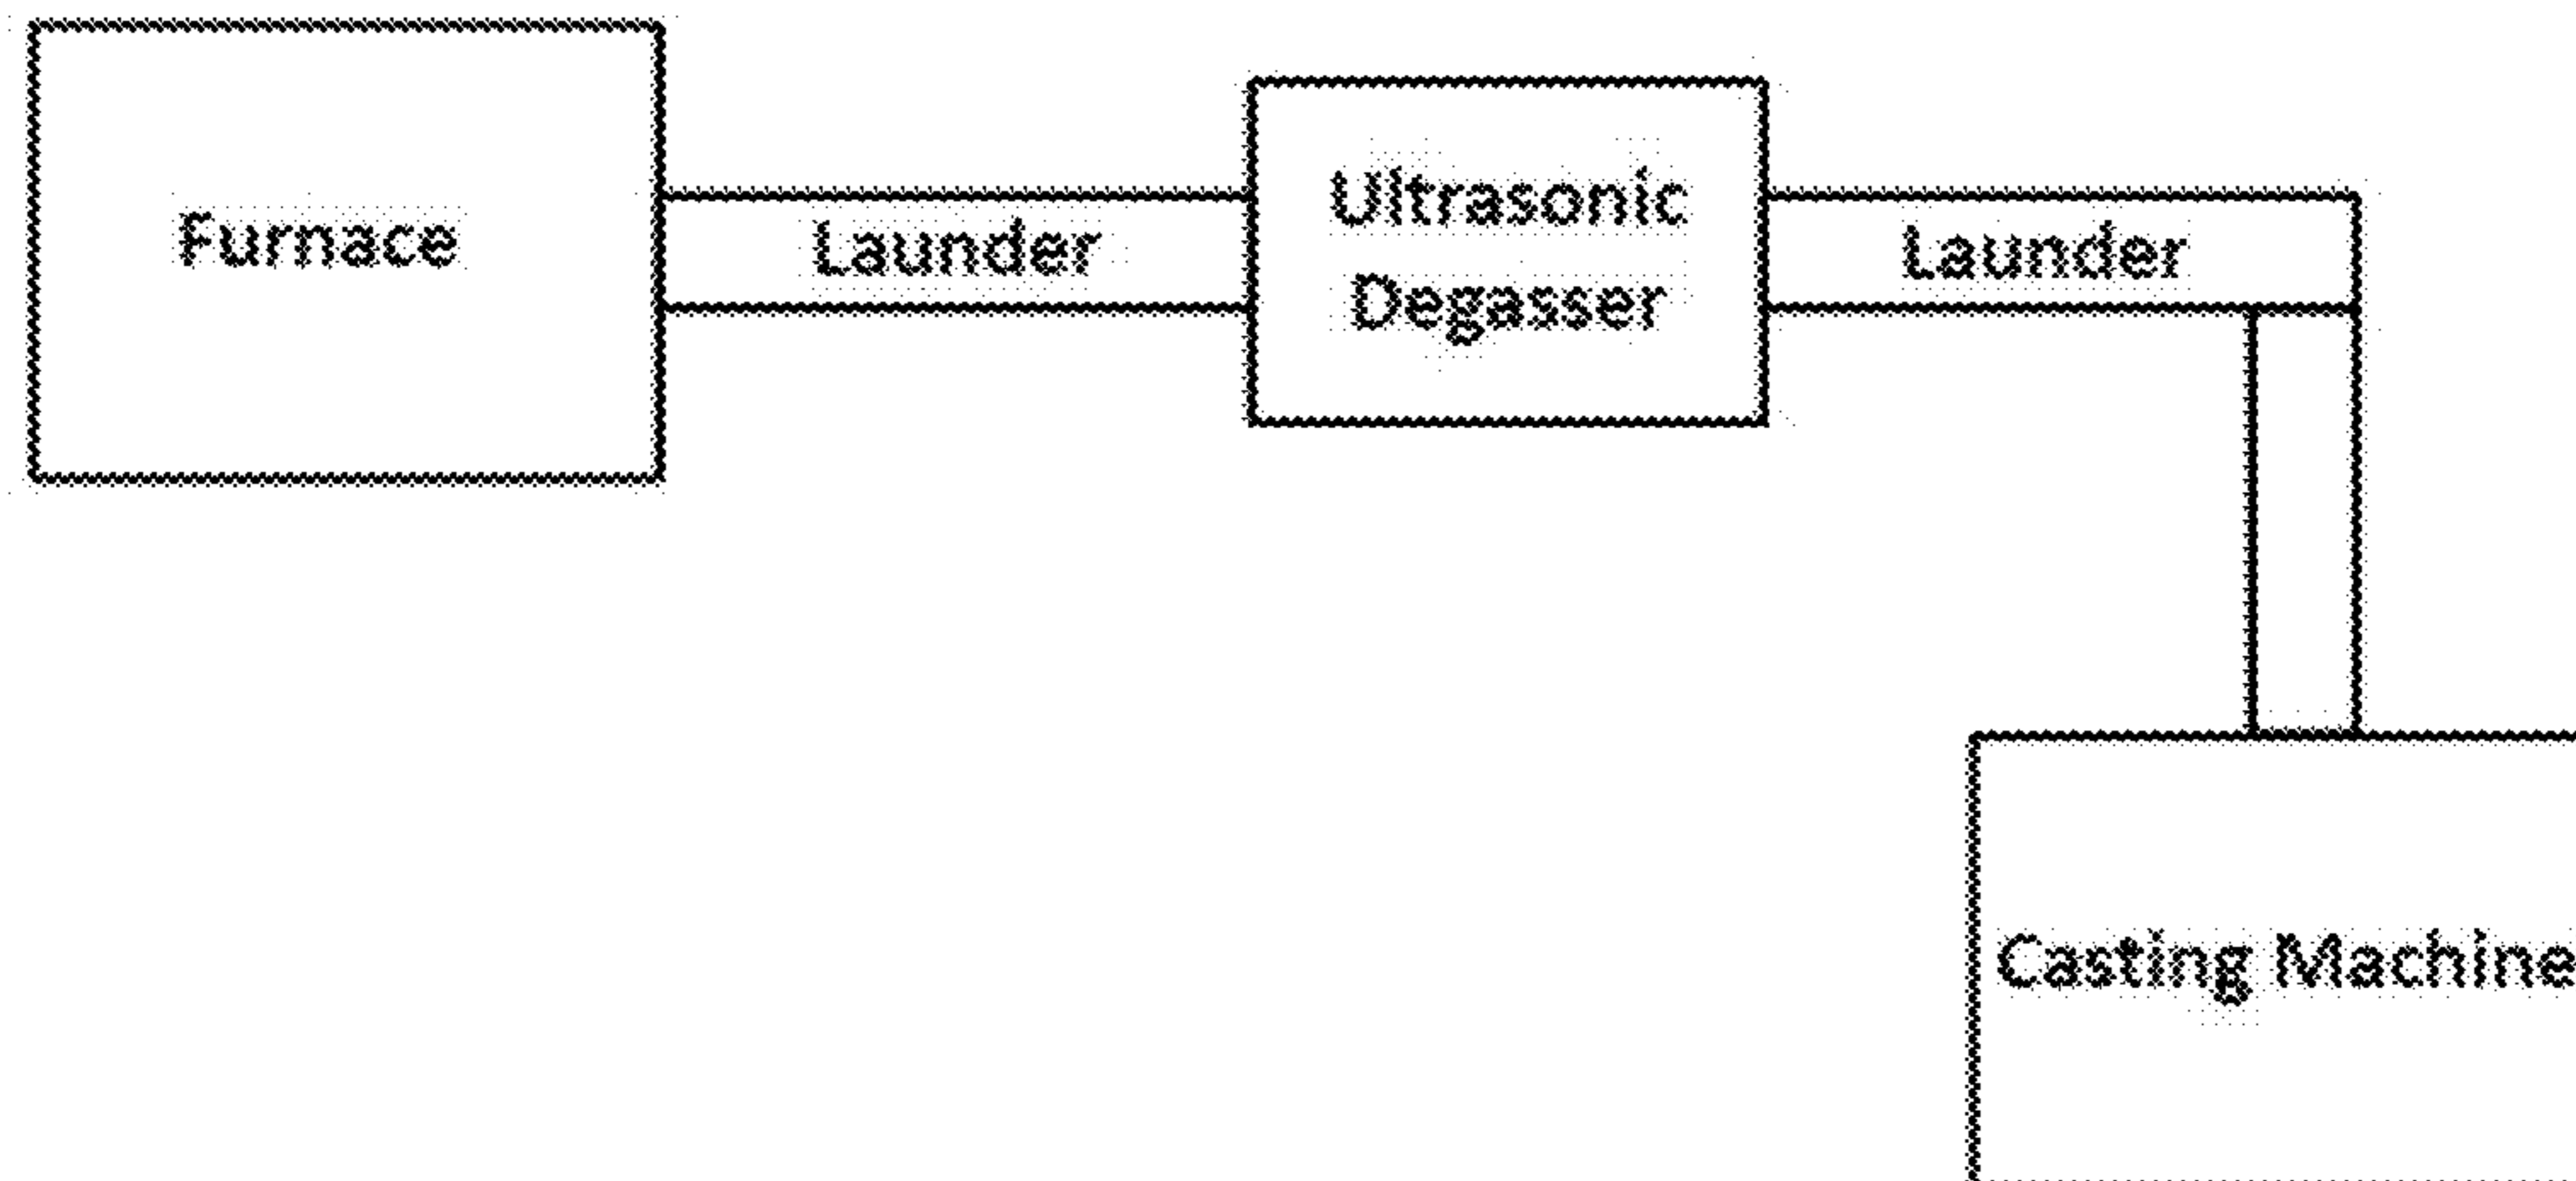 Furnace
Launder
Ultrasonic
Degasser
Launder
Casting Machine